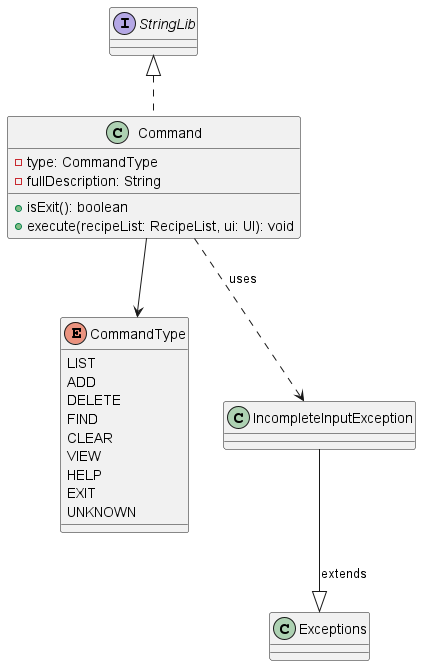 I StringLib
C Command
type: CommandType
fullDescription: String
isExit(): boolean
execute(recipeList: RecipeList, ui: UI): void
uses
E CommandType
LIST
ADD
DELETE
FIND
CLEAR
VIEW
HELP
EXIT
UNKNOWN
C IncompleteInputException
extends
C Exceptions